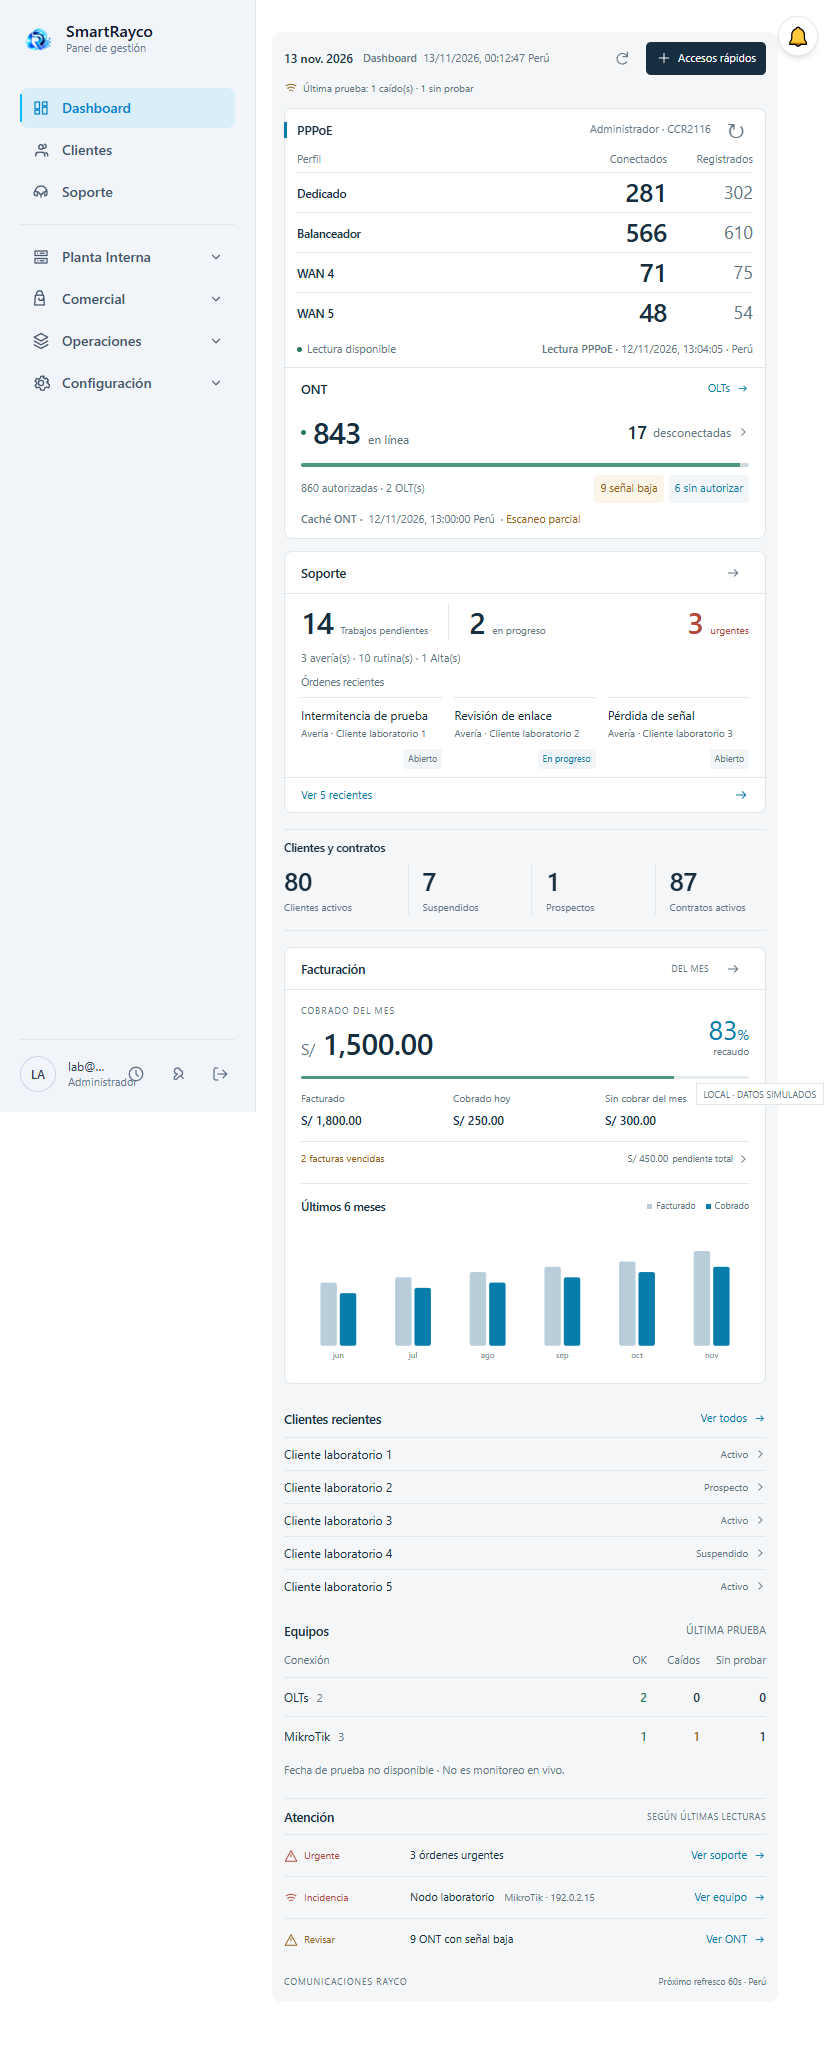 SmartRayco
Panel de gestión
Dashboard
Clientes
Soporte
Planta Interna
Comercial
Operaciones
Configuración
LA
lab@...
Administrador
13 nov. 2026 Dashboard 13/11/2026, 00:12:47 Perú
Accesos rápidos
Última prueba: 1 caído(s) · 1 sin probar
PPPoE
Administrador · CCR2116
Perfil Conectados Registrados
Dedicado 281 302
Balanceador 566 610
WAN 4 71 75
WAN 5 48 54
Lectura disponible
Lectura PPPoE · 12/11/2026, 13:04:05 · Perú
ONT
OLTs
843 en línea
17 desconectadas
860 autorizadas · 2 OLT(s)
9 señal baja
6 sin autorizar
Caché ONT · 12/11/2026, 13:00:00 Perú · Escaneo parcial
Soporte
14 Trabajos pendientes
2 en progreso
3 urgentes
3 avería(s) · 10 rutina(s) · 1 Alta(s)
Órdenes recientes
Intermitencia de prueba
Avería · Cliente laboratorio 1
Abierto
Revisión de enlace
Avería · Cliente laboratorio 2
En progreso
Pérdida de señal
Avería · Cliente laboratorio 3
Abierto
Ver 5 recientes
Clientes y contratos
80
Clientes activos
7
Suspendidos
1
Prospectos
87
Contratos activos
Facturación
DEL MES
COBRADO DEL MES
S/ 1,500.00
83%
recaudo
Facturado
S/ 1,800.00
Cobrado hoy
S/ 250.00
Sin cobrar del mes
S/ 300.00
LOCAL · DATOS SIMULADOS
2 facturas vencidas
S/ 450.00 pendiente total
Últimos 6 meses
Facturado
Cobrado
jun jul ago sep oct nov
Clientes recientes
Ver todos
Cliente laboratorio 1 Activo
Cliente laboratorio 2 Prospecto
Cliente laboratorio 3 Activo
Cliente laboratorio 4 Suspendido
Cliente laboratorio 5 Activo
Equipos
ÚLTIMA PRUEBA
Conexión OK Caídos Sin probar
OLTs 2 2 0 0
MikroTik 3 1 1 1
Fecha de prueba no disponible · No es monitoreo en vivo.
Atención
SEGÚN ÚLTIMAS LECTURAS
Urgente 3 órdenes urgentes Ver soporte
Incidencia Nodo laboratorio MikroTik · 192.0.2.15 Ver equipo
Revisar 9 ONT con señal baja Ver ONT
COMUNICACIONES RAYCO
Próximo refresco 60s · Perú